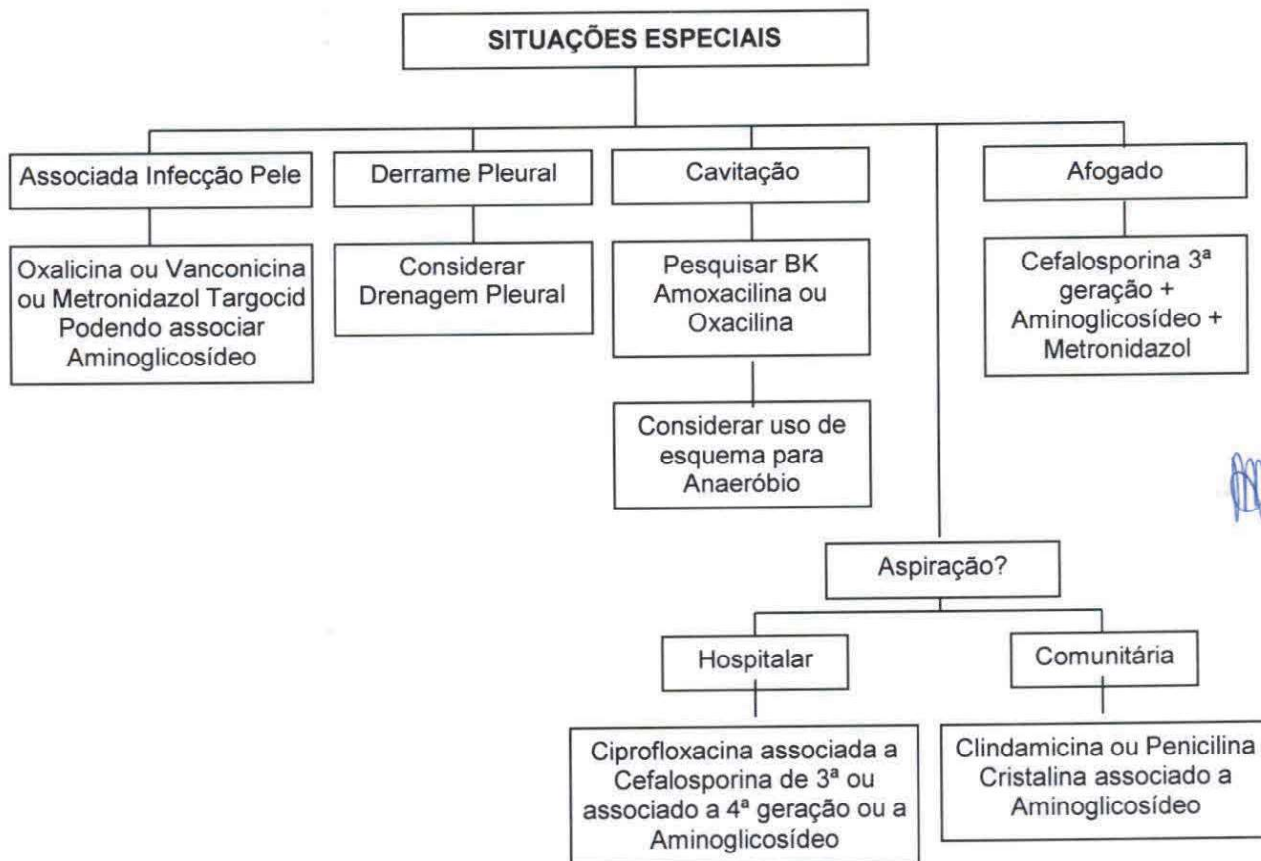 SITUAÇÕES ESPECIAIS
Associada Infecção Pele
Oxalicina ou Vanconicina
ou Metronidazol Targocid
Podendo associar
Aminoglicosídeo
Derrame Pleural
Considerar
Drenagem Pleural
Cavitação
Pesquisar BK
Amoxacilina ou
Oxacilina
Considerar uso de
esquema para
Anaeróbio
Afogado
Cefalosporina 3ª
geração +
Aminoglicosídeo +
Metronidazol
Aspiração?
Hospitalar
Ciprofloxacina associada a
Cefalosporina de 3ª ou
associado a 4ª geração ou a
Aminoglicosídeo
Comunitária
Clindamicina ou Penicilina
Cristalina associado a
Aminoglicosídeo